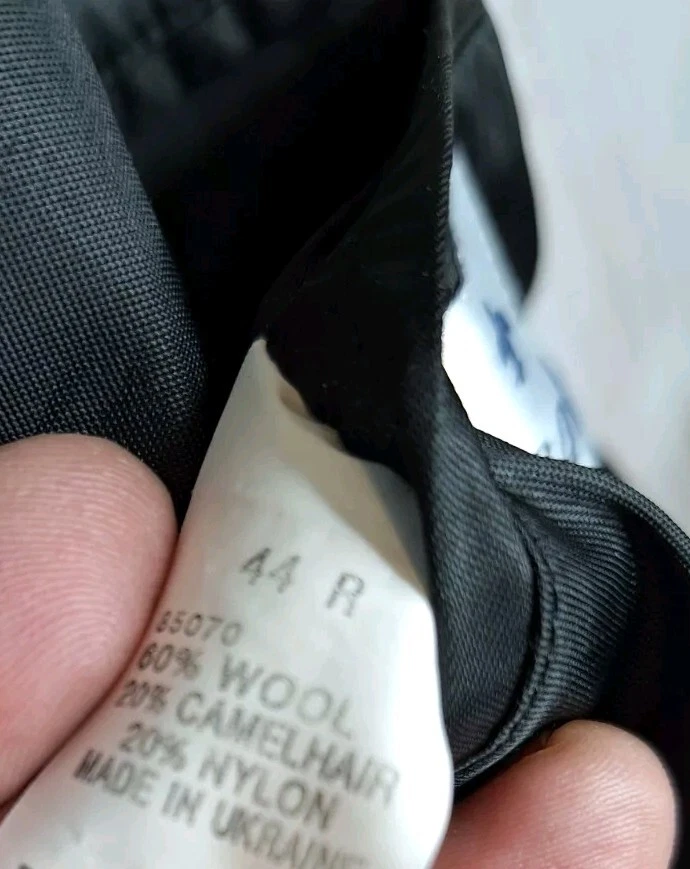 44 R
85070
60% WOOL
20% CAMELHAIR
20% NYLON
MADE IN UKRAINE